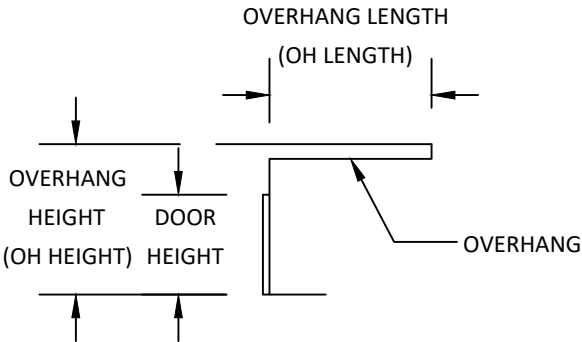 OVERHANG LENGTH
(OH LENGTH)
OVERHANG
HEIGHT
(OH HEIGHT)
DOOR
HEIGHT
OVERHANG